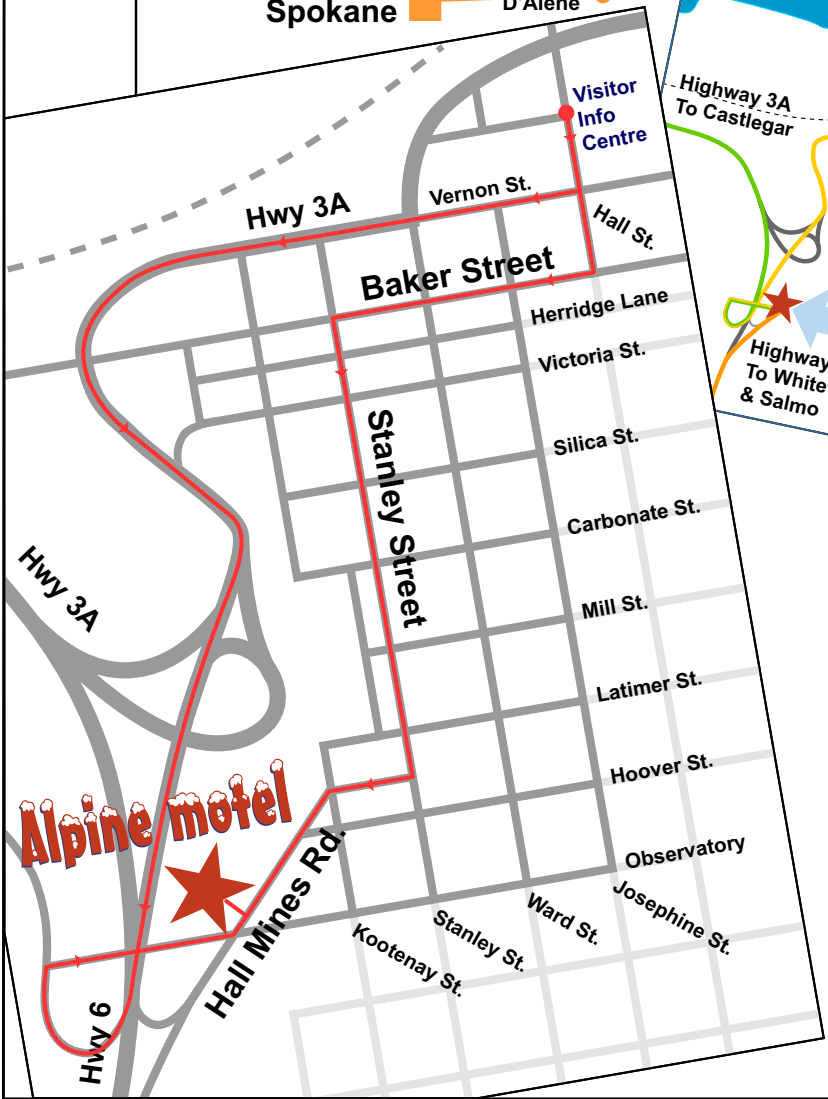 Spokane
D'Alene
Visitor
Info
Centre
Highway 3A
To Castlegar
Vernon St.
Hwy 3A
Hall St.
Baker Street
Herridge Lane
Victoria St.
Highway
To White
& Salmo
Stanley Street
Silica St.
Carbonate St.
Hwy 3A
Mill St.
Latimer St.
Hoover St.
Alpine motel
Hall Mines Rd.
Observatory
Kootenay St.
Stanley St.
Ward St.
Josephine St.
Hwy 6